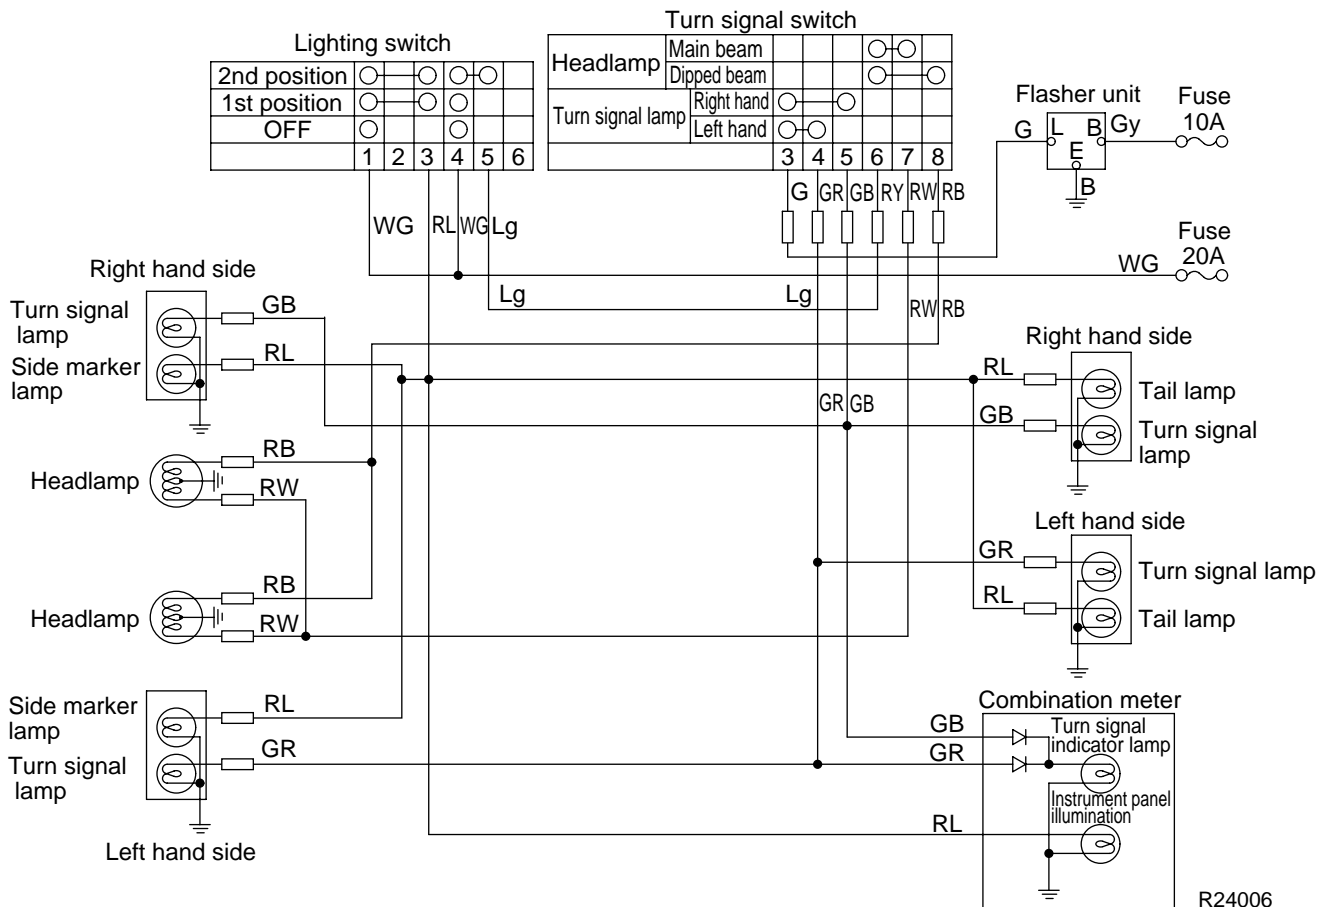 Turn signal switch
Lighting switch
Headlamp
Main beam
Dipped beam
Turn signal lamp
Right hand
Left hand
3 4 5 6 7 8
2nd position
1st position
OFF
1 2 3 4 5 6
Flasher unit
G L B Gy
E
B
Fuse
10A
G GR GB RY RW RB
WG RL WG Lg
Fuse
20A
WG
Lg Lg
RW RB
Right hand side
Turn signal
lamp
GB
Side marker
lamp
RL
Right hand side
RL
Tail lamp
GR GB
GB
Turn signal
lamp
Headlamp
RB
RW
Left hand side
GR
Turn signal lamp
RL
Tail lamp
Headlamp
RB
RW
Side marker
lamp
RL
Turn signal
lamp
GR
Left hand side
Combination meter
GB
Turn signal
indicator lamp
GR
Instrument panel
illumination
RL
R24006